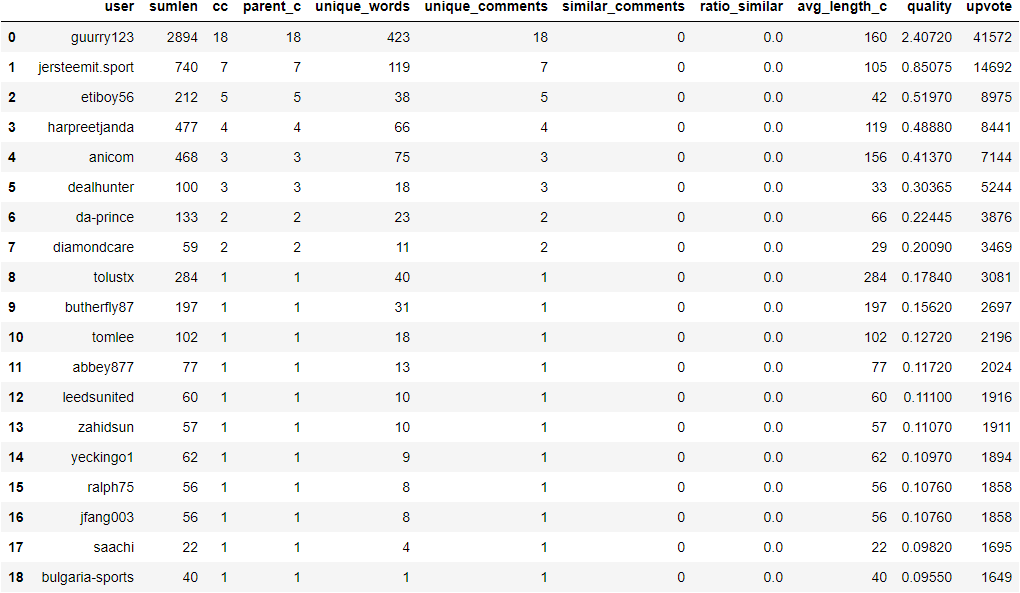 user sumlen cc parent_c unique_words unique_comments similar_comments ratio_similar avg_length_c quality upvote
0 guurry123 2894 18 18 423 18 0 0.0 160 2.40720 41572
1 jersteemit.sport 740 7 7 119 7 0 0.0 105 0.85075 14692
2 etiboy56 212 5 5 38 5 0 0.0 42 0.51970 8975
3 harpreetjanda 477 4 4 66 4 0 0.0 119 0.48880 8441
4 anicom 468 3 3 75 3 0 0.0 156 0.41370 7144
5 dealhunter 100 3 3 18 3 0 0.0 33 0.30365 5244
6 da-prince 133 2 2 23 2 0 0.0 66 0.22445 3876
7 diamondcare 59 2 2 11 2 0 0.0 29 0.20090 3469
8 tolustx 284 1 1 40 1 0 0.0 284 0.17840 3081
9 butherfly87 197 1 1 31 1 0 0.0 197 0.15620 2697
10 tomlee 102 1 1 18 1 0 0.0 102 0.12720 2196
11 abbey877 77 1 1 13 1 0 0.0 77 0.11720 2024
12 leedsunited 60 1 1 10 1 0 0.0 60 0.11100 1916
13 zahidsun 57 1 1 10 1 0 0.0 57 0.11070 1911
14 yeckingo1 62 1 1 9 1 0 0.0 62 0.10970 1894
15 ralph75 56 1 1 8 1 0 0.0 56 0.10760 1858
16 jfang003 56 1 1 8 1 0 0.0 56 0.10760 1858
17 saachi 22 1 1 4 1 0 0.0 22 0.09820 1695
18 bulgaria-sports 40 1 1 1 1 0 0.0 40 0.09550 1649